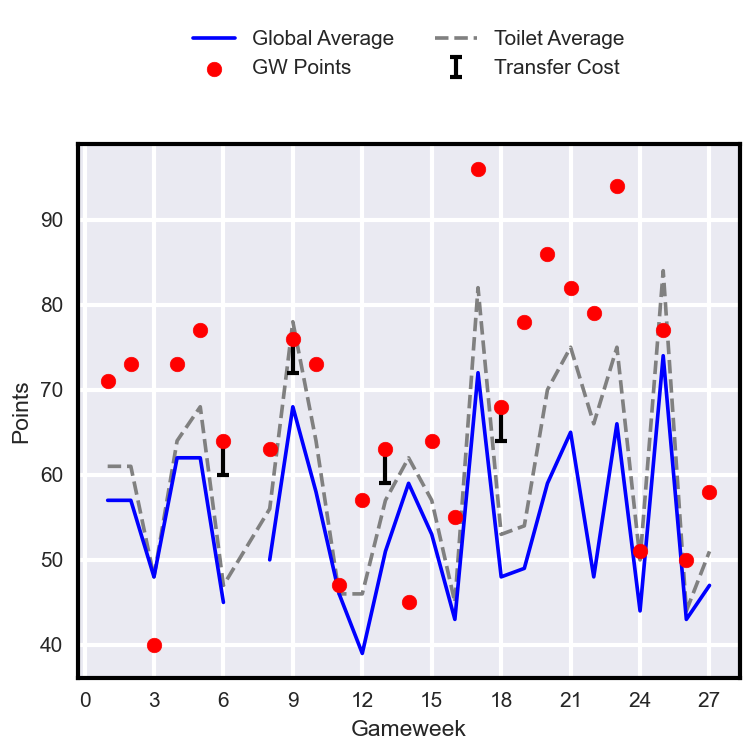 Global Average
Toilet Average
GW Points
Transfer Cost
Points
90
80
70
60
50
40
0 3 6 9 12 15 18 21 24 27
Gameweek